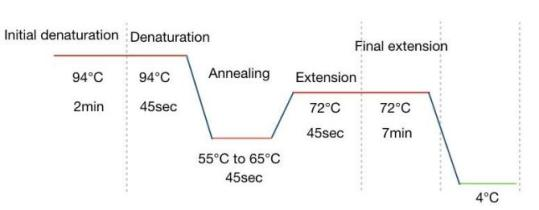 Initial denaturation
Denaturation
94°C
2min
94°C
45sec
Annealing
55°C to 65°C
45sec
Extension
72°C
45sec
Final extension
72°C
7min
4°C